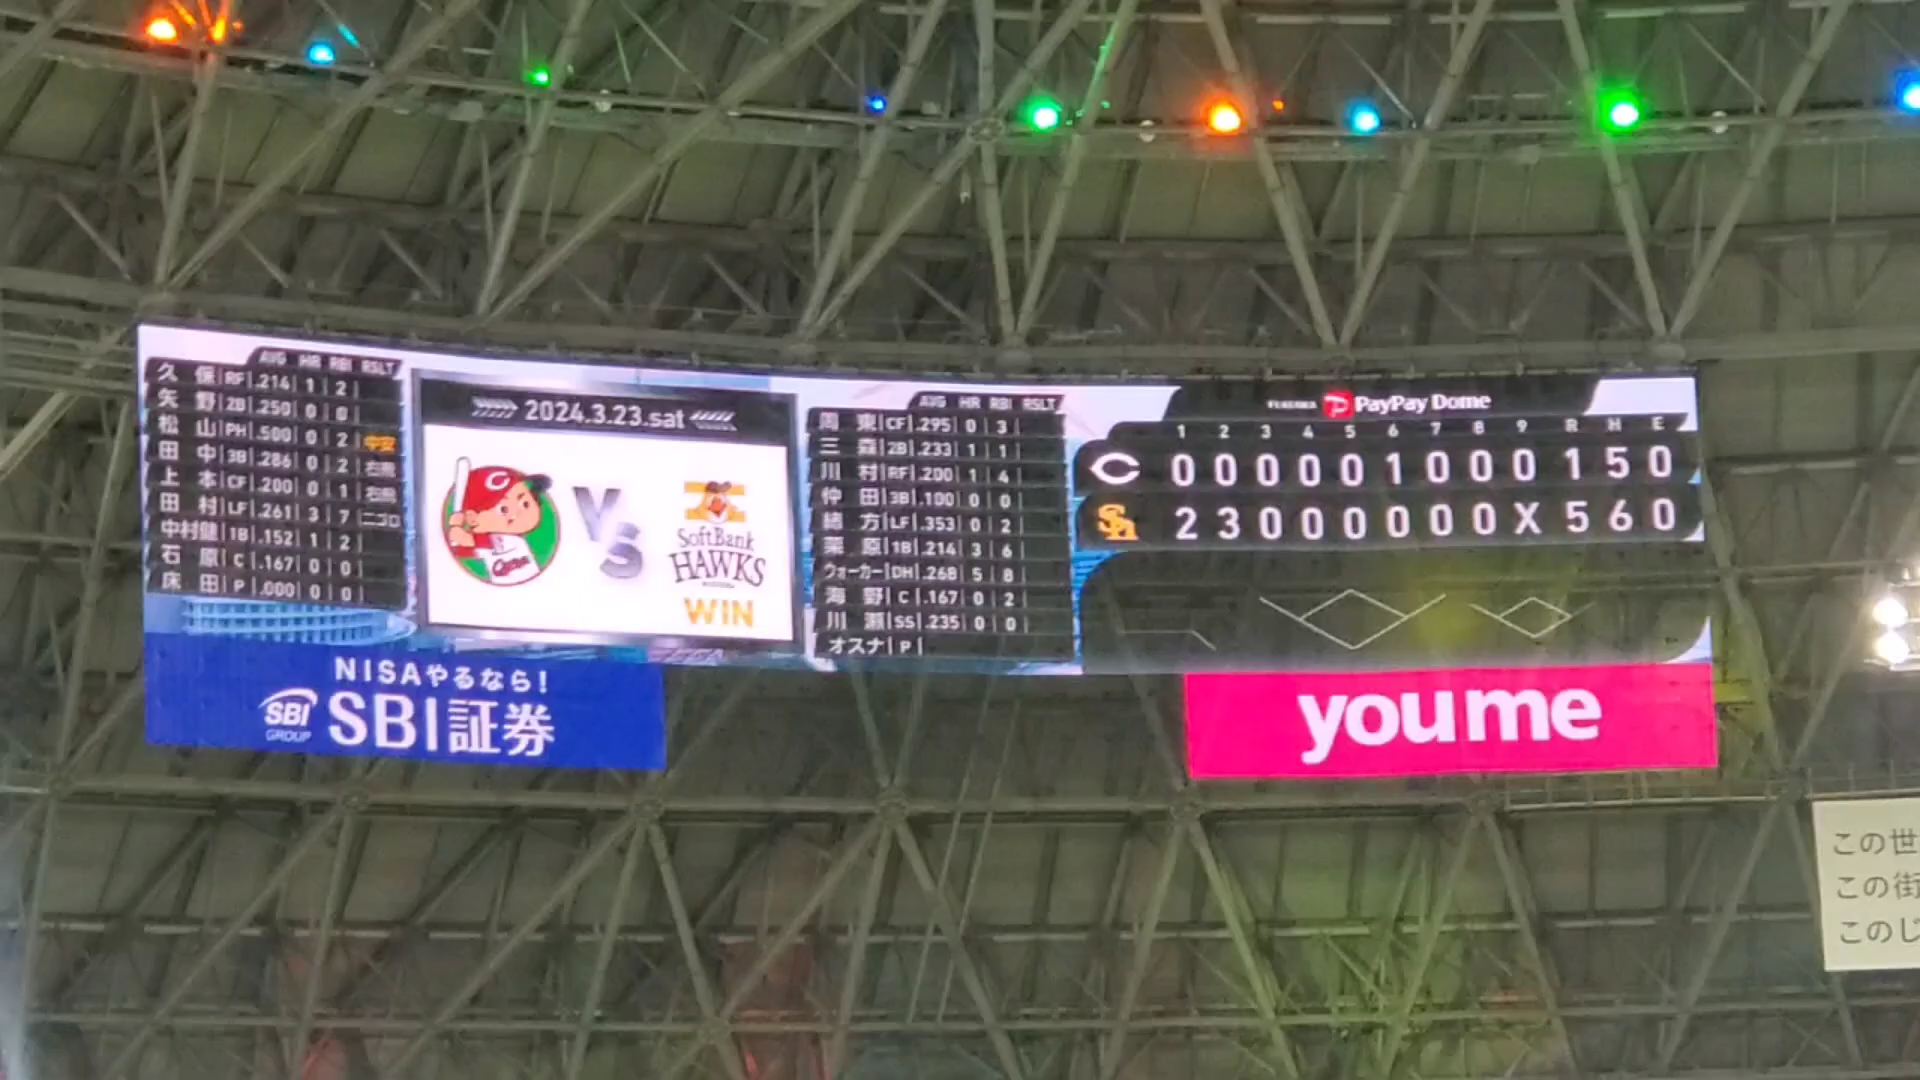 AVG HR RBI RSLT
久保 RF .214 1 2
矢野 2B .250 0 0
松山 PH .500 0 2 中安
田中 3B .286 0 2 右飛
上本 CF .200 0 1 右飛
田村 LF .261 3 7 二ゴロ
中村健 1B .152 1 2
石原 C .167 0 0
床田 P .000 0 0
2024.3.23.sat
C
VS
SoftBank
HAWKS
WIN
AVG HR RBI RSLT
周東 CF .295 0 3
三森 2B .233 1 1
川村 RF .200 1 4
仲田 3B .100 0 0
緒方 LF .353 0 2
栗原 1B .214 3 6
ウォーカー DH .268 5 8
海野 C .167 0 2
川瀬 SS .235 0 0
オスナ P
FUKUOKA PayPay Dome
1 2 3 4 5 6 7 8 9 R H E
C 0 0 0 0 0 1 0 0 0 1 5 0
Sh 2 3 0 0 0 0 0 0 X 5 6 0
NISAやるなら!
SBI GROUP SBI証券
youme
この世
この街
このじ